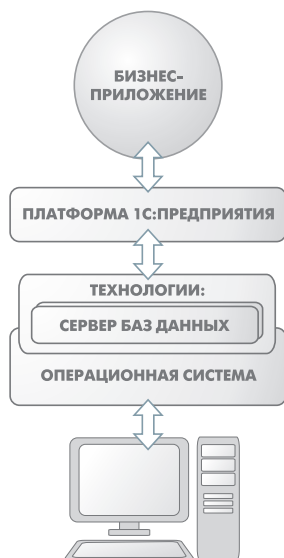 БИЗНЕС-
ПРИЛОЖЕНИЕ
ПЛАТФОРМА 1С:ПРЕДПРИЯТИЯ
ТЕХНОЛОГИИ:
СЕРВЕР БАЗ ДАННЫХ
ОПЕРАЦИОННАЯ СИСТЕМА